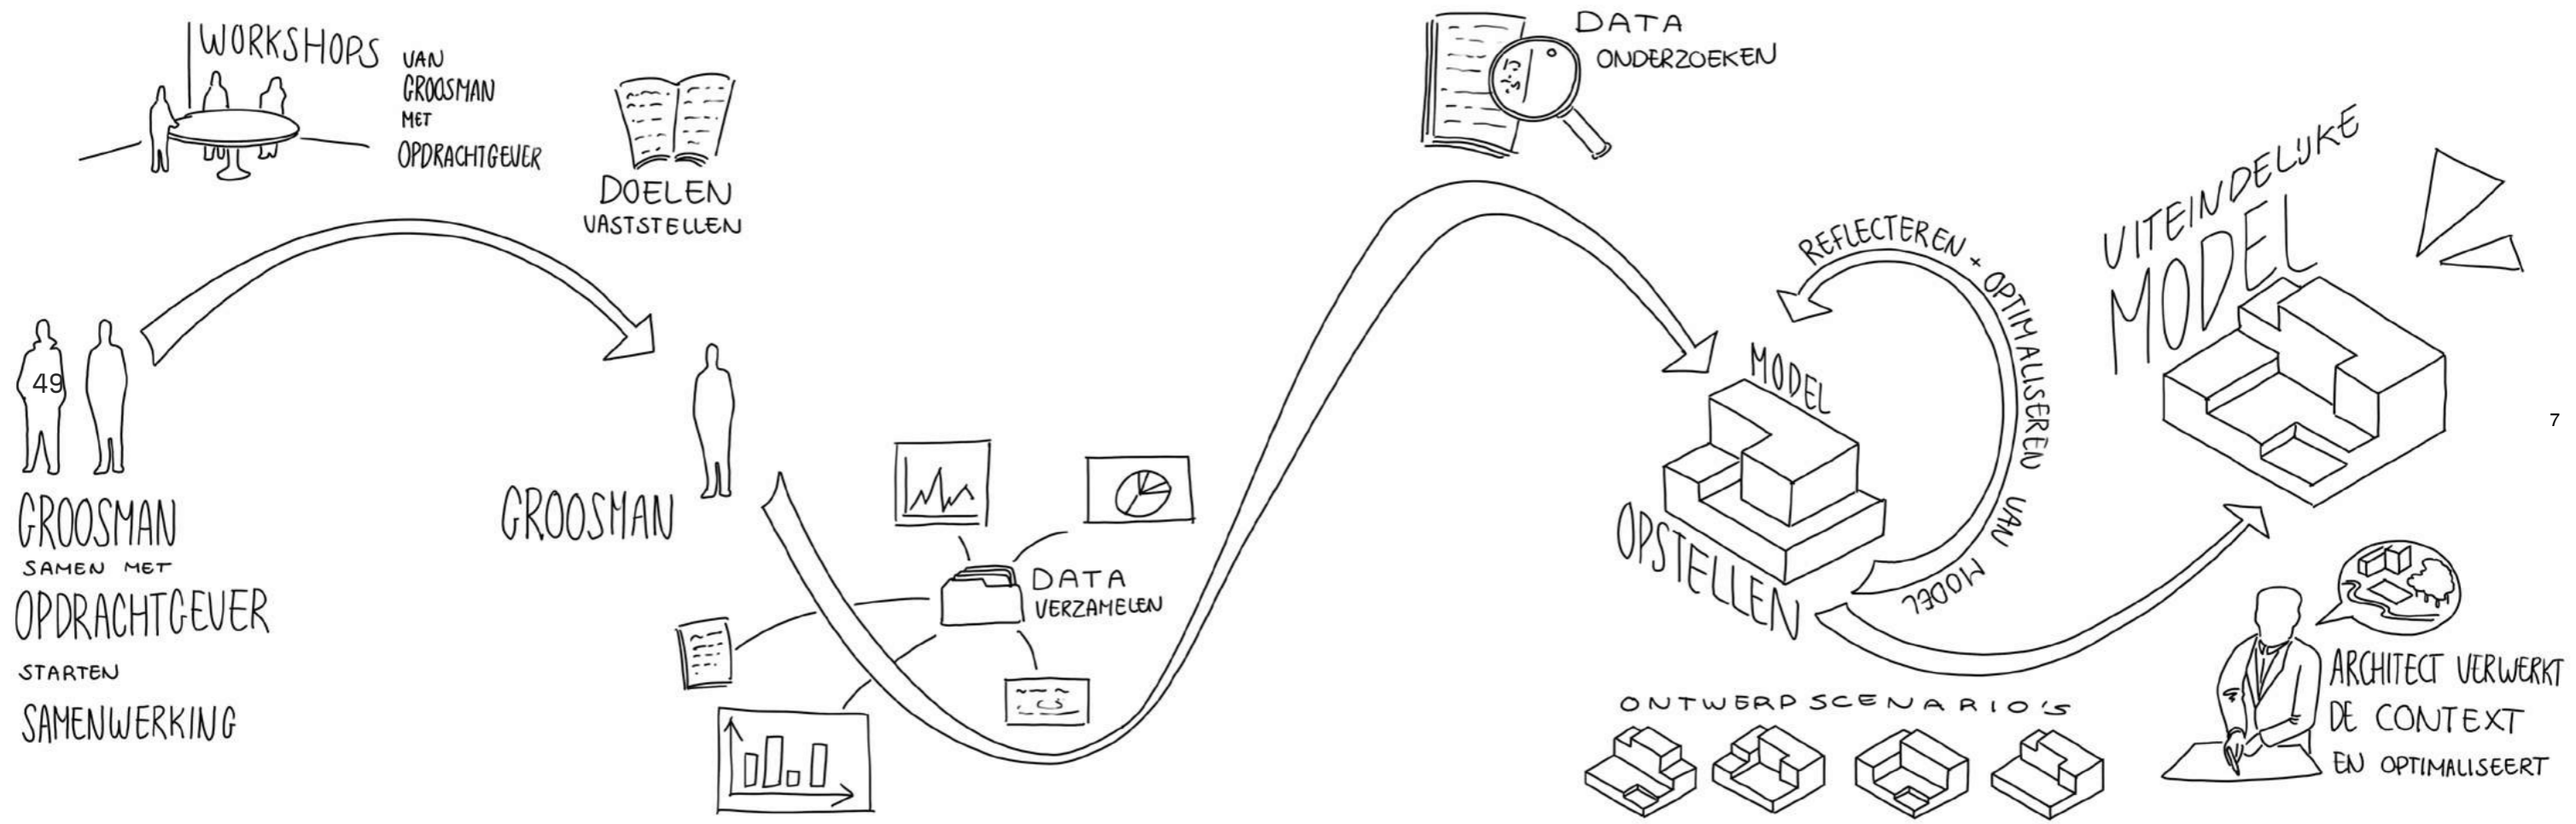 WORKSHOPS
VAN
GROOSMAN
MET
OPDRACHTGEVER
DOELEN
VASTSTELLEN
49
GROOSMAN
SAMEN MET
OPDRACHTGEVER
STARTEN
SAMENWERKING
GROOSMAN
DATA
VERZAMELEN
DATA
ONDERZOEKEN
MODEL
OPSTELLEN
REFLECTEREN + OPTIMALISEREN VAN MODEL
ONTWERPSCENARIO'S
UITEINDELIJKE
MODEL
7
ARCHITECT VERWERKT
DE CONTEXT
EN OPTIMALISEERT